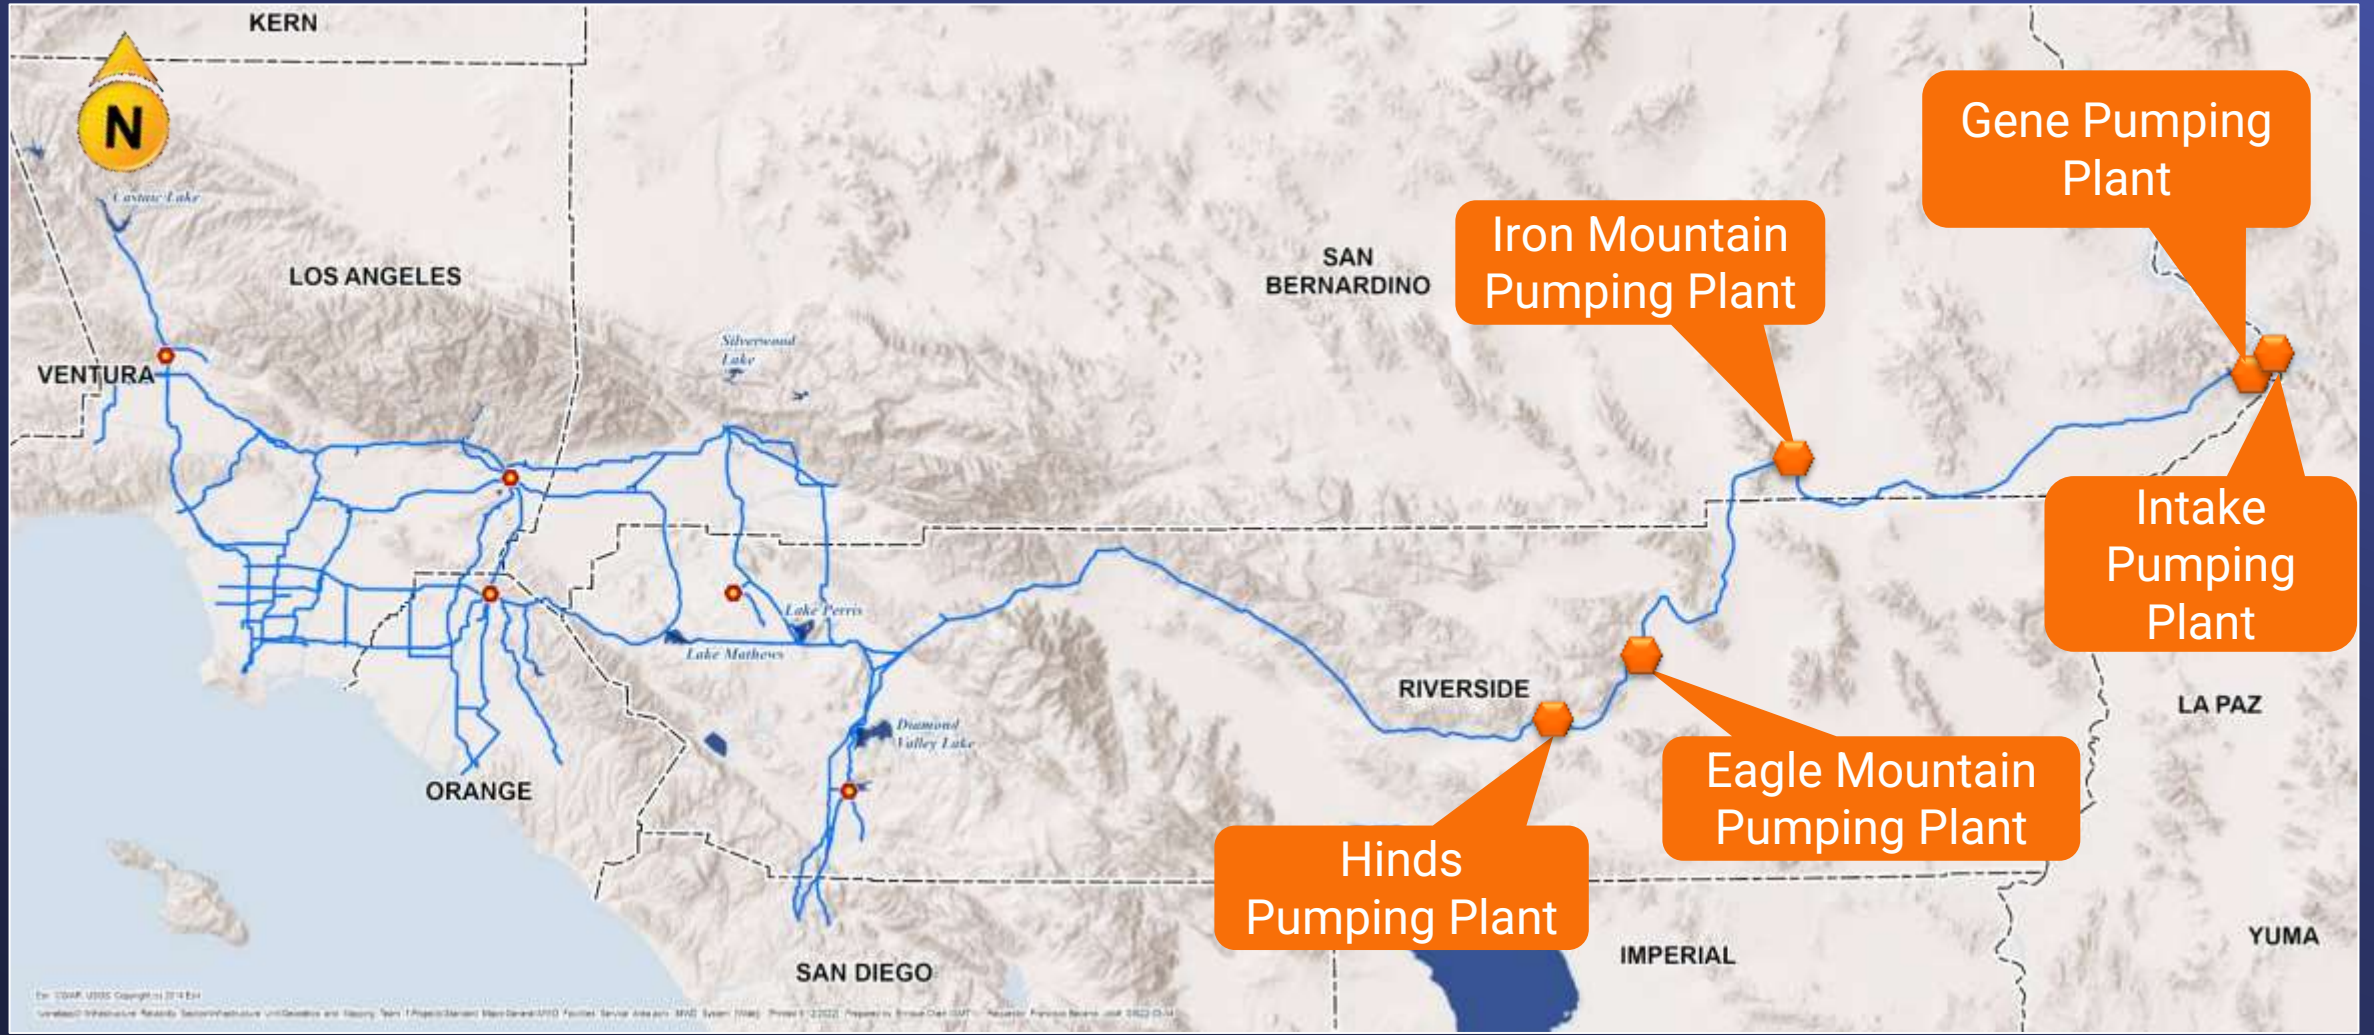 KERN
N
Gene Pumping
Plant
Castaic Lake
Iron Mountain
Pumping Plant
SAN
BERNARDINO
LOS ANGELES
Silverwood
Lake
VENTURA
Intake
Pumping
Plant
Lake Perris
Lake Mathews
RIVERSIDE
LA PAZ
Diamond
Valley Lake
Eagle Mountain
Pumping Plant
ORANGE
Hinds
Pumping Plant
YUMA
IMPERIAL
SAN DIEGO